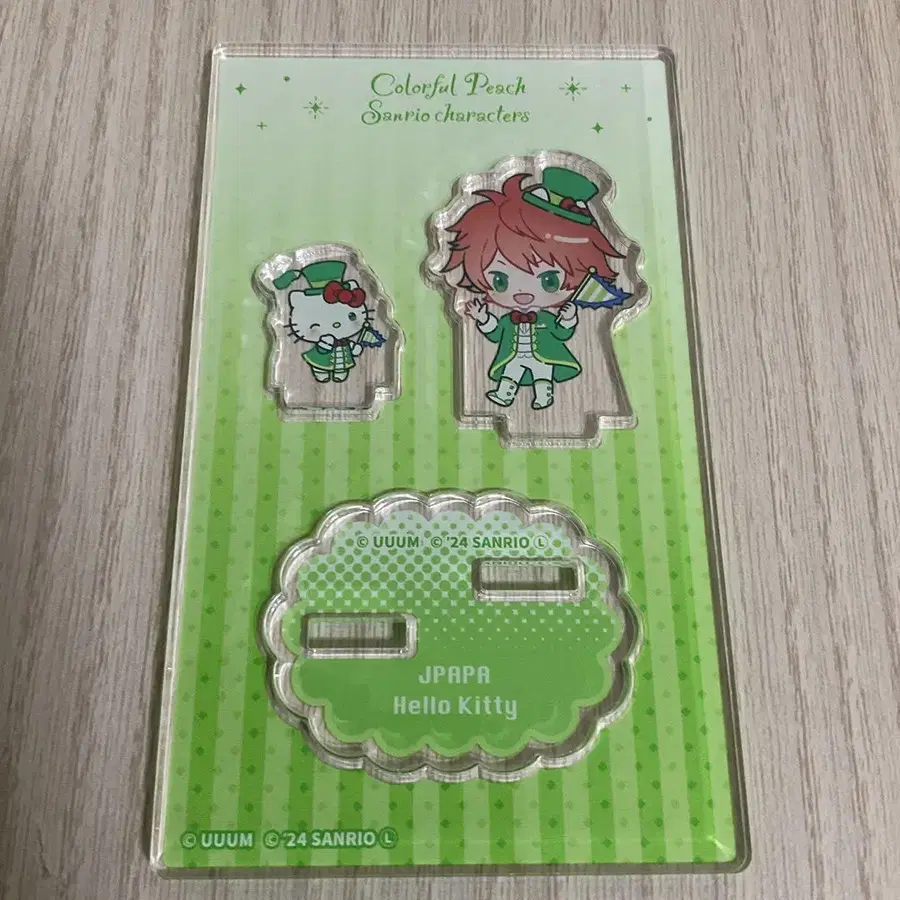 Colorful Peach
Sanrio characters
© UUUM © '24 SANRIO Ⓛ
JPAPA
Hello Kitty
© UUUM © '24 SANRIO Ⓛ